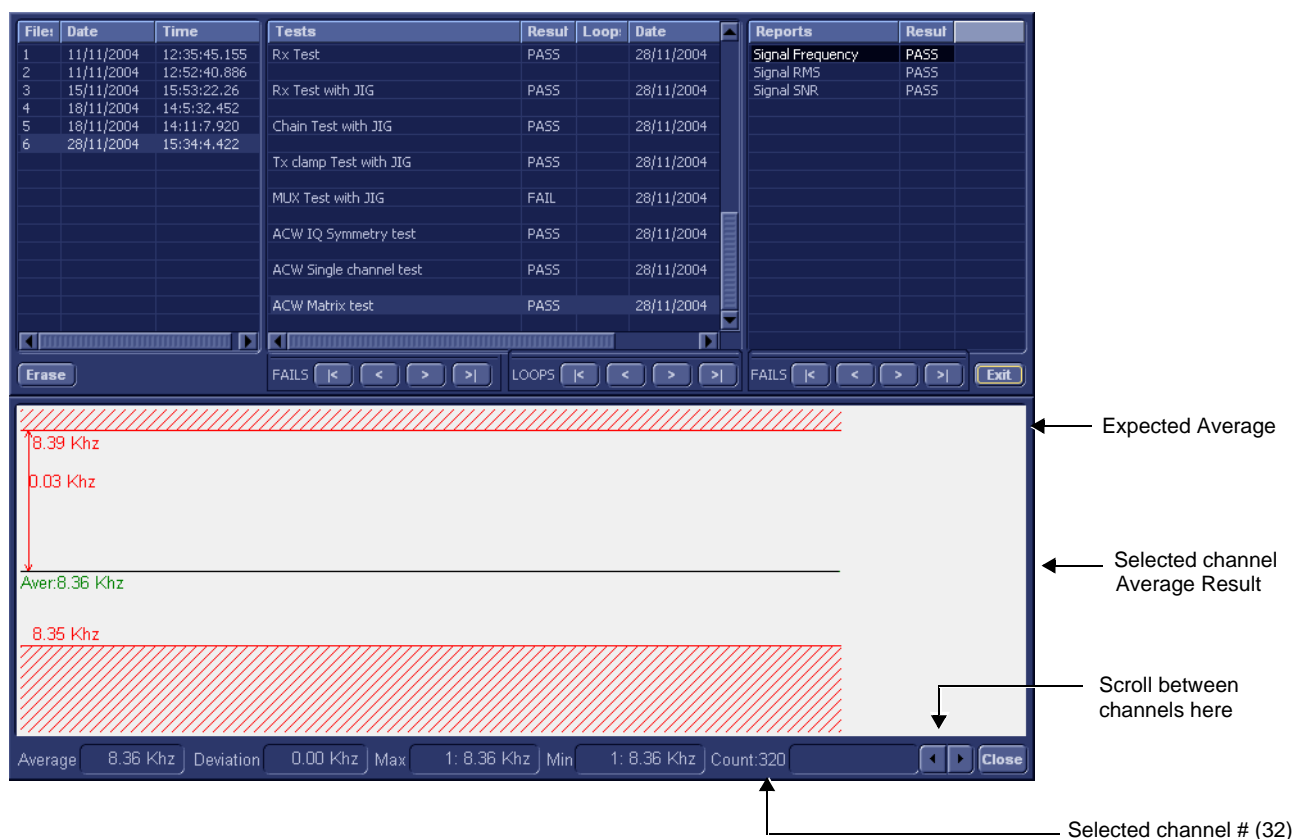 Files Date Time
1 11/11/2004 12:35:45.155
2 11/11/2004 12:52:40.886
3 15/11/2004 15:53:22.26
4 18/11/2004 14:5:32.452
5 18/11/2004 14:11:7.920
6 28/11/2004 15:34:4.422
Erase
Tests Result Loop: Date
Rx Test PASS 28/11/2004
Rx Test with JIG PASS 28/11/2004
Chain Test with JIG PASS 28/11/2004
Tx clamp Test with JIG PASS 28/11/2004
MUX Test with JIG FAIL 28/11/2004
ACW IQ Symmetry test PASS 28/11/2004
ACW Single channel test PASS 28/11/2004
ACW Matrix test PASS 28/11/2004
FAILS |< < > >| LOOPS |< < > >|
Reports Result
Signal Frequency PASS
Signal RMS PASS
Signal SNR PASS
FAILS |< < > >| Exit
8.39 Khz
0.03 Khz
Aver:8.36 Khz
8.35 Khz
Average 8.36 Khz Deviation 0.00 Khz Max 1: 8.36 Khz Min 1: 8.36 Khz Count:320 Close
Expected Average
Selected channel
Average Result
Scroll between
channels here
Selected channel # (32)